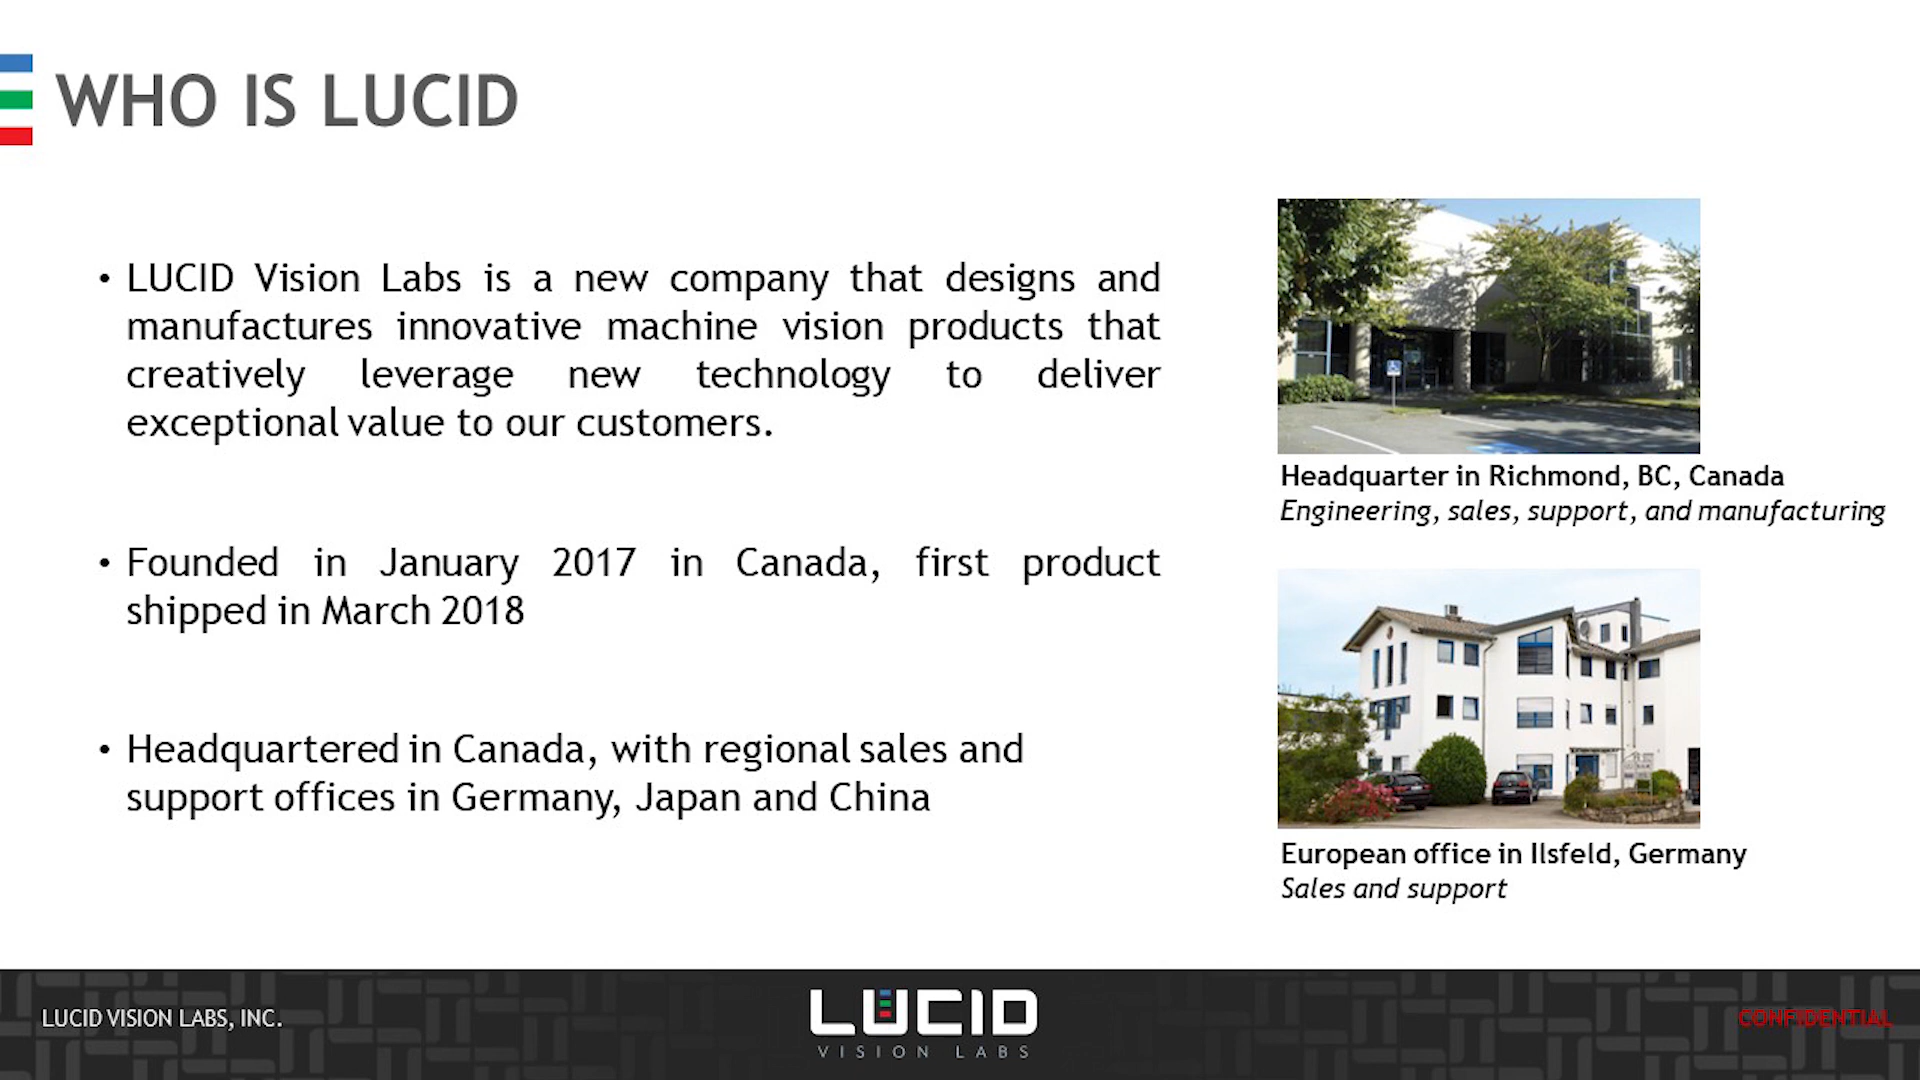 WHO IS LUCID
• LUCID Vision Labs is a new company that designs and
manufactures innovative machine vision products that
creatively leverage new technology to deliver
exceptional value to our customers.
• Founded in January 2017 in Canada, first product
shipped in March 2018
• Headquartered in Canada, with regional sales and
support offices in Germany, Japan and China
Headquarter in Richmond, BC, Canada
Engineering, sales, support, and manufacturing
European office in Ilsfeld, Germany
Sales and support
LUCID VISION LABS, INC.
LUCID
VISION LABS
CONFIDENTIAL